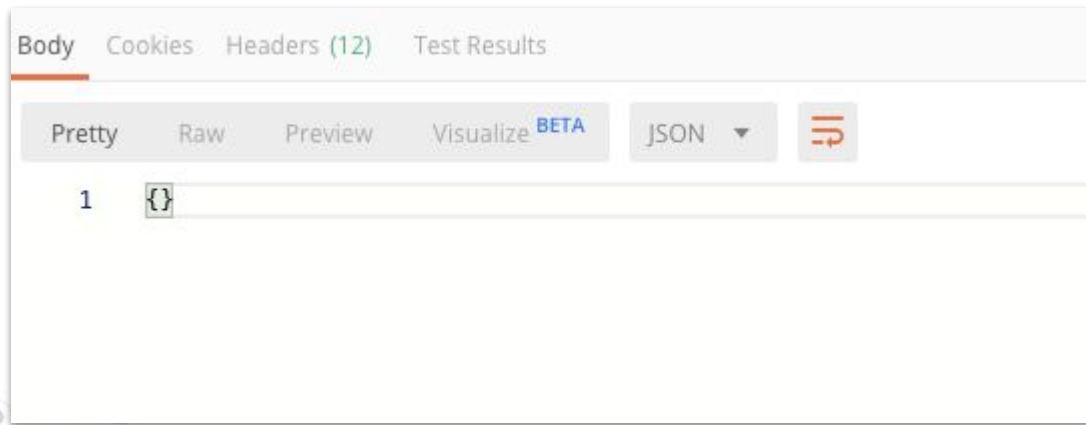 Body Cookies Headers (12) Test Results
Pretty Raw Preview Visualize BETA JSON
1 {}